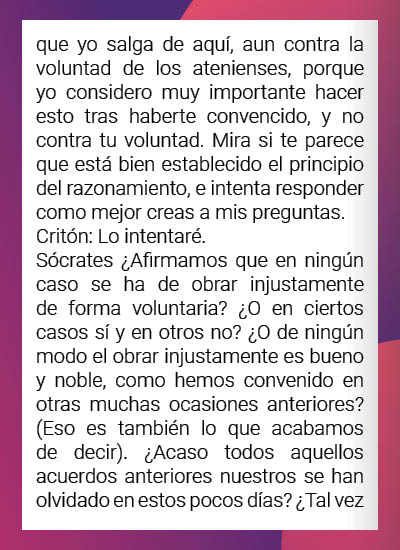 que yo salga de aquí, aun contra la
voluntad de los atenienses, porque
yo considero muy importante hacer
esto tras haberte convencido, y no
contra tu voluntad. Mira si te parece
que está bien establecido el principio
del razonamiento, e intenta responder
como mejor creas a mis preguntas.
Critón: Lo intentaré.
Sócrates ¿Afirmamos que en ningún
caso se ha de obrar injustamente
de forma voluntaria? ¿O en ciertos
casos sí y en otros no? ¿O de ningún
modo el obrar injustamente es bueno
y noble, como hemos convenido en
otras muchas ocasiones anteriores?
(Eso es también lo que acabamos
de decir). ¿Acaso todos aquellos
acuerdos anteriores nuestros se han
olvidado en estos pocos días? ¿Tal vez